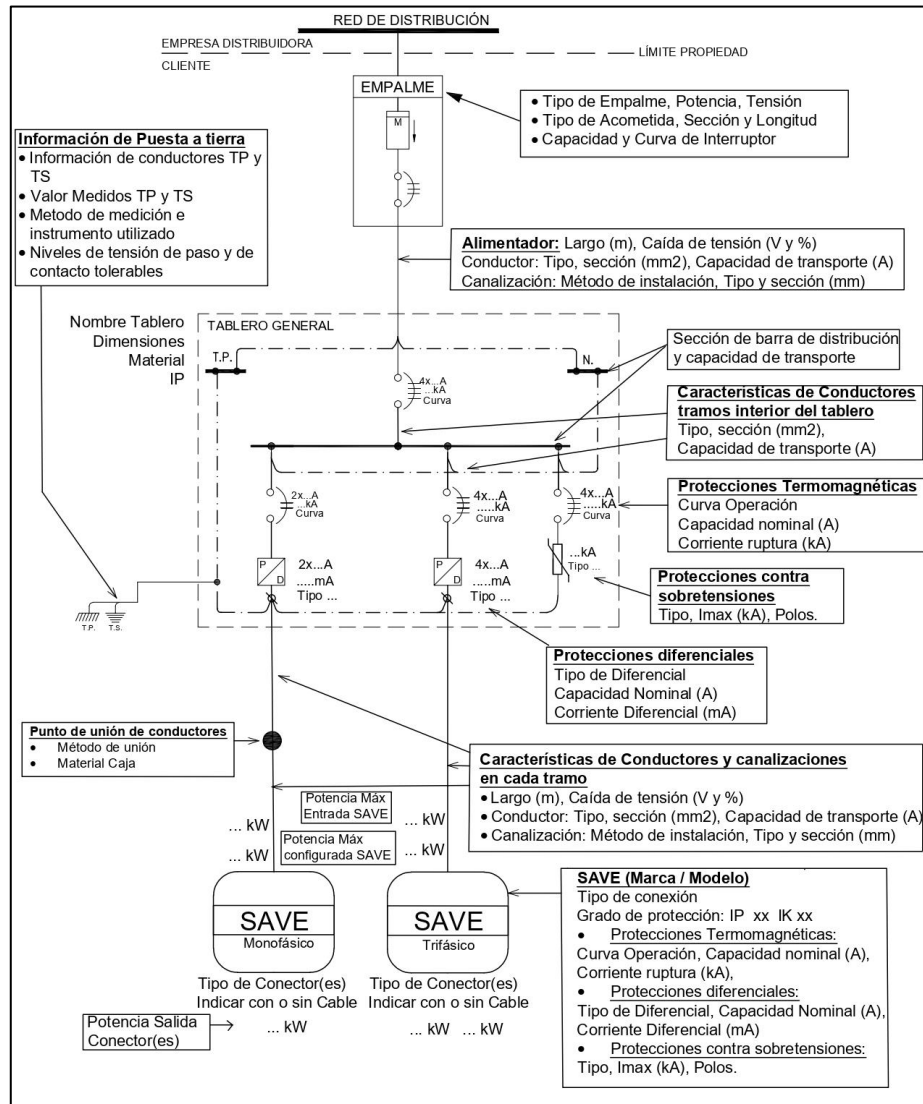 RED DE DISTRIBUCIÓN
EMPRESA DISTRIBUIDORA
LÍMITE PROPIEDAD
CLIENTE
EMPALME
M
• Tipo de Empalme, Potencia, Tensión
• Tipo de Acometida, Sección y Longitud
• Capacidad y Curva de Interruptor
Información de Puesta a tierra
• Información de conductores TP y
TS
• Valor Medidos TP y TS
• Metodo de medición e
instrumento utilizado
• Niveles de tensión de paso y de
contacto tolerables
Alimentador: Largo (m), Caída de tensión (V y %)
Conductor: Tipo, sección (mm2), Capacidad de transporte (A)
Canalización: Método de instalación, Tipo y sección (mm)
Nombre Tablero
Dimensiones
Material
IP
TABLERO GENERAL
T.P.
N.
4x...A
...kA
Curva
Sección de barra de distribución
y capacidad de transporte
Características de Conductores
tramos interior del tablero
Tipo, sección (mm2),
Capacidad de transporte (A)
2x...A
...kA
Curva
4x...A
.....kA
Curva
4x...A
.....kA
Curva
Protecciones Termomagnéticas
Curva Operación
Capacidad nominal (A)
Corriente ruptura (kA)
P
D
2x...A
.....mA
Tipo ...
P
D
4x...A
.....mA
Tipo ...
...kA
Tipo ...
Protecciones contra
sobretensiones
Tipo, Imax (kA), Polos.
T.P.
T.S.
Protecciones diferenciales
Tipo de Diferencial
Capacidad Nominal (A)
Corriente Diferencial (mA)
Punto de unión de conductores
• Método de unión
• Material Caja
Características de Conductores y canalizaciones
en cada tramo
• Largo (m), Caída de tensión (V y %)
• Conductor: Tipo, sección (mm2), Capacidad de transporte (A)
• Canalización: Método de instalación, Tipo y sección (mm)
Potencia Máx
Entrada SAVE
... kW
... kW
Potencia Máx
configurada SAVE
... kW
... kW
SAVE
Monofásico
SAVE
Trifásico
Tipo de Conector(es)
Indicar con o sin Cable
... kW
Tipo de Conector(es)
Indicar con o sin Cable
... kW ... kW
Potencia Salida
Conector(es)
SAVE (Marca / Modelo)
Tipo de conexión
Grado de protección: IP xx IK xx
• Protecciones Termomagnéticas:
Curva Operación, Capacidad nominal (A),
Corriente ruptura (kA),
• Protecciones diferenciales:
Tipo de Diferencial, Capacidad Nominal (A),
Corriente Diferencial (mA)
• Protecciones contra sobretensiones:
Tipo, Imax (kA), Polos.